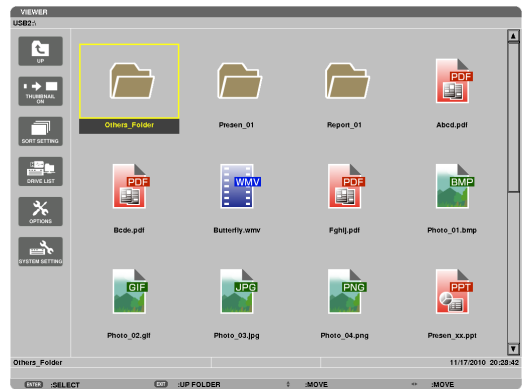 VIEWER
USB2:\
UP
THUMBNAIL
ON
SORT SETTING
DRIVE LIST
OPTIONS
SYSTEM SETTING
Others_Folder
Presen_01
Report_01
PDF
Abcd.pdf
PDF
Bcde.pdf
WMV
Butterfly.wmv
PDF
Fghij.pdf
BMP
Photo_01.bmp
GIF
Photo_02.gif
JPG
Photo_03.jpg
PNG
Photo_04.png
PPT
Presen_xx.ppt
Others_Folder
11/17/2010 20:28:42
ENTER :SELECT EXIT :UP FOLDER :MOVE :MOVE